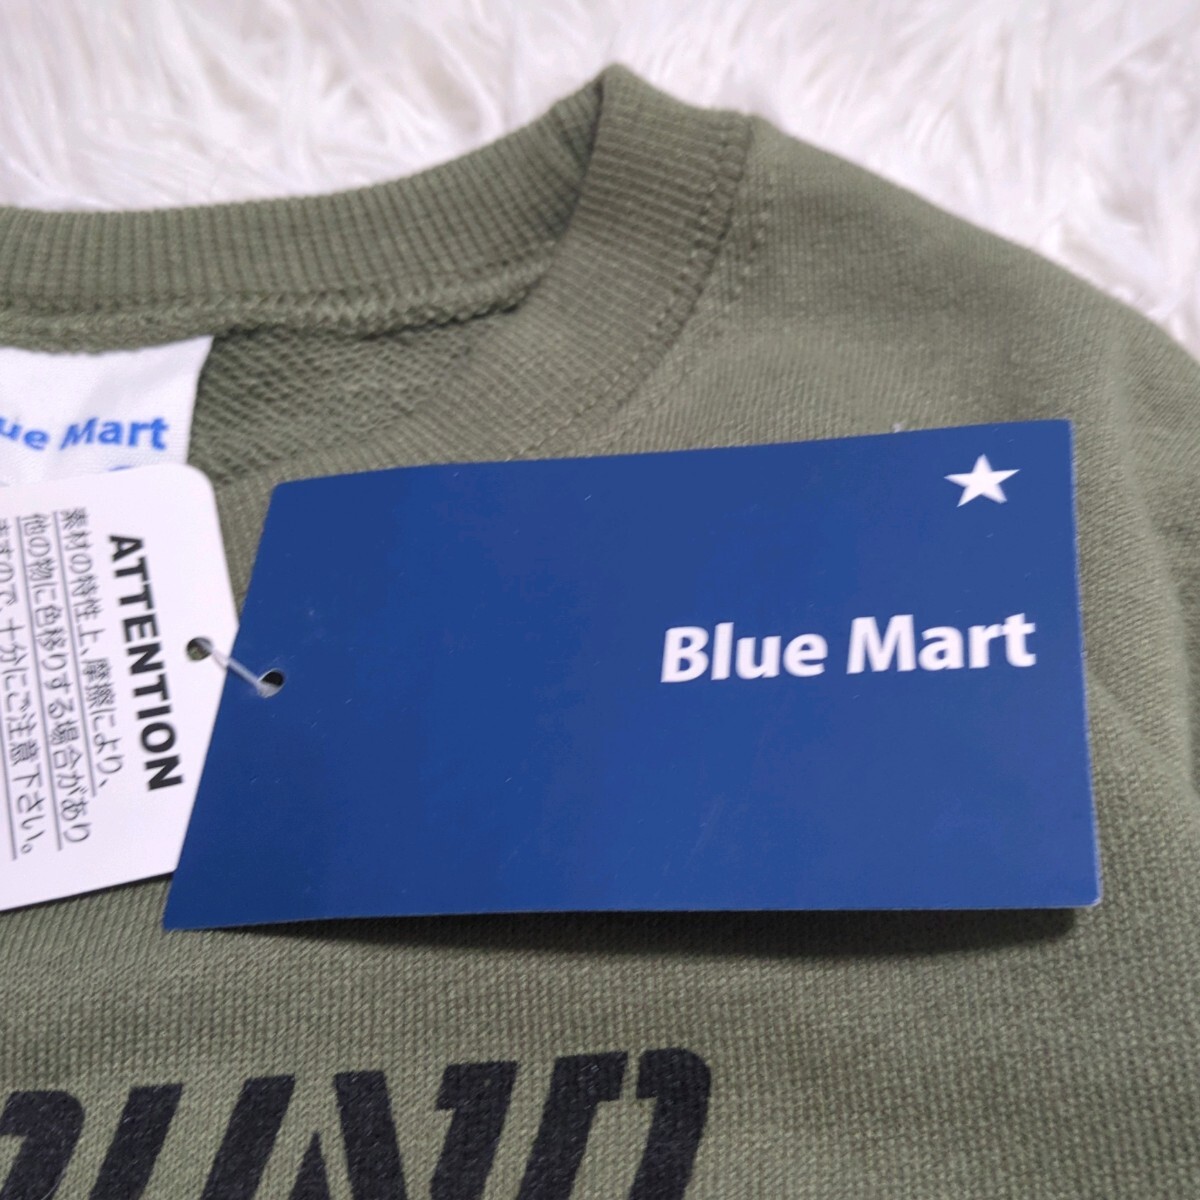 Mart
ATTENTION
素材の特性上、摩擦により、
他の物に色移りする場合があり
ますので、十分にご注意下さい。
Blue Mart